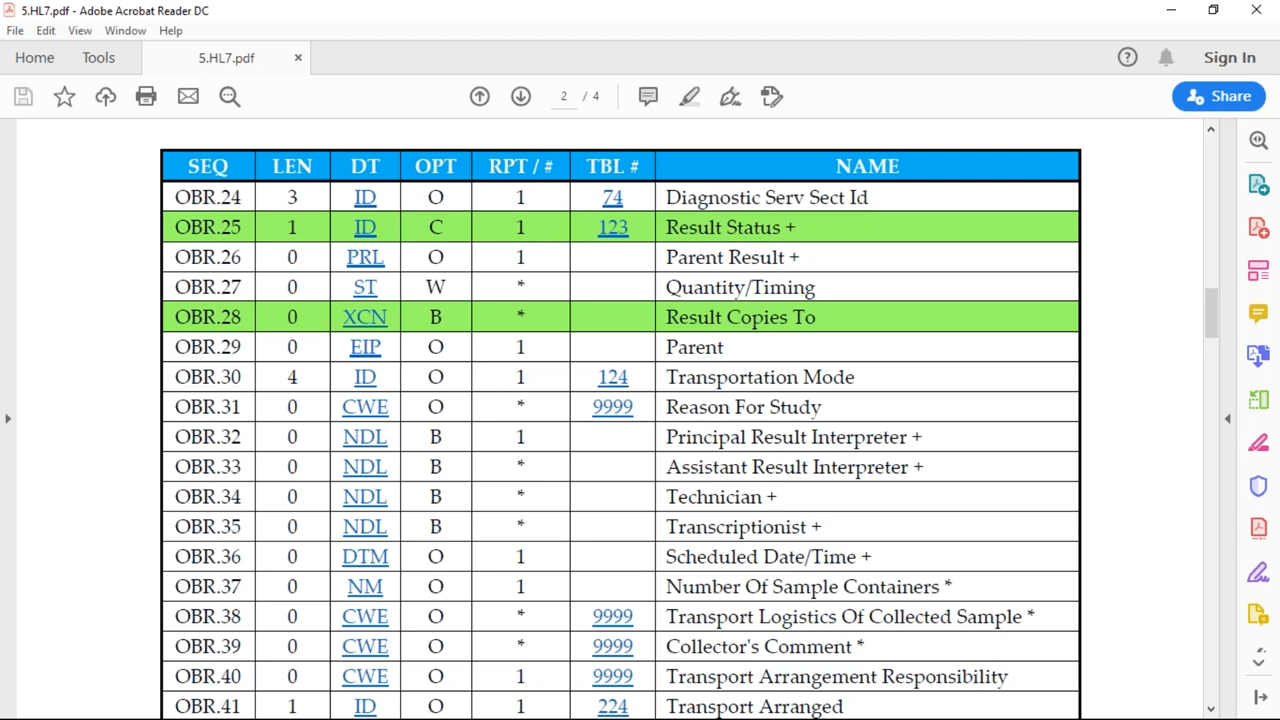 5.HL7.pdf - Adobe Acrobat Reader DC
File Edit View Window Help
Home Tools 5.HL7.pdf × Sign In
2 / 4 Share
SEQ LEN DT OPT RPT / # TBL # NAME
OBR.24 3 ID O 1 74 Diagnostic Serv Sect Id
OBR.25 1 ID C 1 123 Result Status +
OBR.26 0 PRL O 1 Parent Result +
OBR.27 0 ST W * Quantity/Timing
OBR.28 0 XCN B * Result Copies To
OBR.29 0 EIP O 1 Parent
OBR.30 4 ID O 1 124 Transportation Mode
OBR.31 0 CWE O * 9999 Reason For Study
OBR.32 0 NDL B 1 Principal Result Interpreter +
OBR.33 0 NDL B * Assistant Result Interpreter +
OBR.34 0 NDL B * Technician +
OBR.35 0 NDL B * Transcriptionist +
OBR.36 0 DTM O 1 Scheduled Date/Time +
OBR.37 0 NM O 1 Number Of Sample Containers *
OBR.38 0 CWE O * 9999 Transport Logistics Of Collected Sample *
OBR.39 0 CWE O * 9999 Collector's Comment *
OBR.40 0 CWE O 1 9999 Transport Arrangement Responsibility
OBR.41 1 ID O 1 224 Transport Arranged